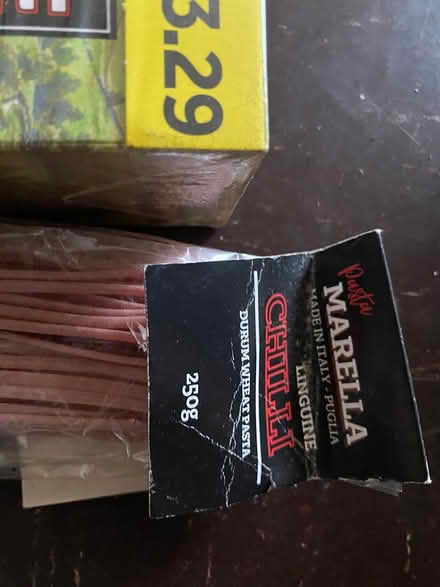 3.29
Pasta
MARELLA
MADE IN ITALY - PUGLIA
LINGUINE
CHILLI
DURUM WHEAT PASTA
250g